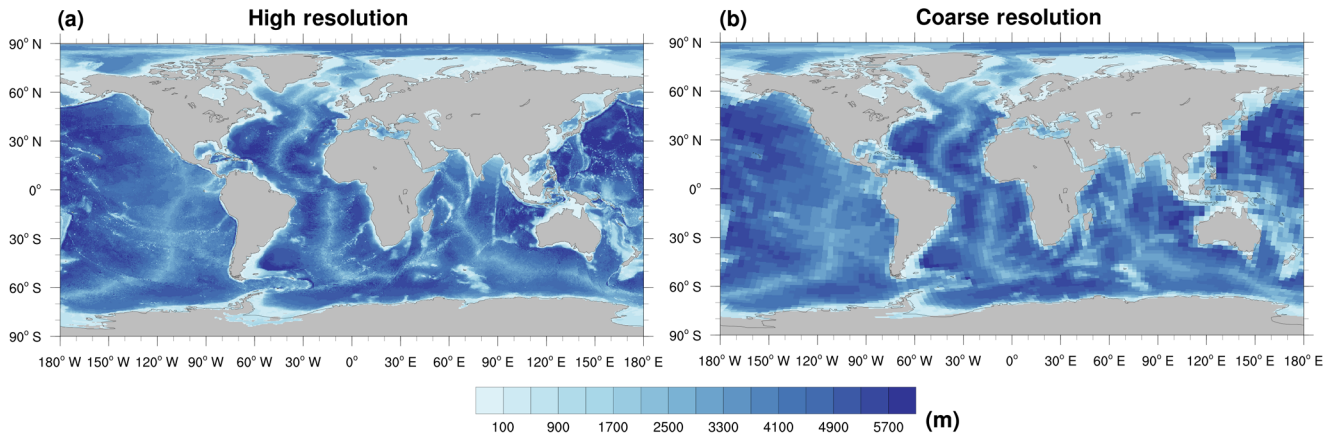 (a) High resolution
90° N
60° N
30° N
0°
30° S
60° S
90° S
180° W 150° W 120° W 90° W 60° W 30° W 0° 30° E 60° E 90° E 120° E 150° E 180° E
(b) Coarse resolution
90° N
60° N
30° N
0°
30° S
60° S
90° S
180° W 150° W 120° W 90° W 60° W 30° W 0° 30° E 60° E 90° E 120° E 150° E 180° E
100 900 1700 2500 3300 4100 4900 5700 (m)